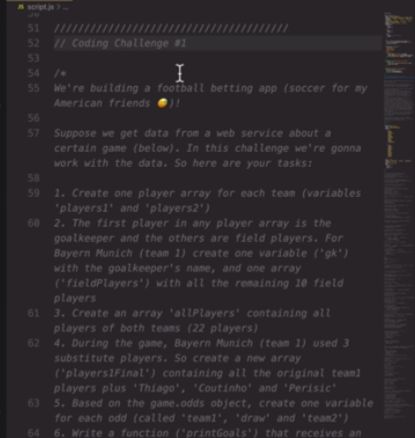 script.js > ...
50
51 ///////////////////////////////////////
52 // Coding Challenge #1
53
54 /*
55 We're building a football betting app (soccer for my
American friends 😅)!
56
57 Suppose we get data from a web service about a
certain game (below). In this challenge we're gonna
work with the data. So here are your tasks:
58
59 1. Create one player array for each team (variables
'players1' and 'players2')
60 2. The first player in any player array is the
goalkeeper and the others are field players. For
Bayern Munich (team 1) create one variable ('gk')
with the goalkeeper's name, and one array
('fieldPlayers') with all the remaining 10 field
players
61 3. Create an array 'allPlayers' containing all
players of both teams (22 players)
62 4. During the game, Bayern Munich (team 1) used 3
substitute players. So create a new array
('players1Final') containing all the original team1
players plus 'Thiago', 'Coutinho' and 'Perisic'
63 5. Based on the game.odds object, create one
variable for each odd (called 'team1', 'draw' and 'team2')
64 6. Write a function ('printGoals') that receives an